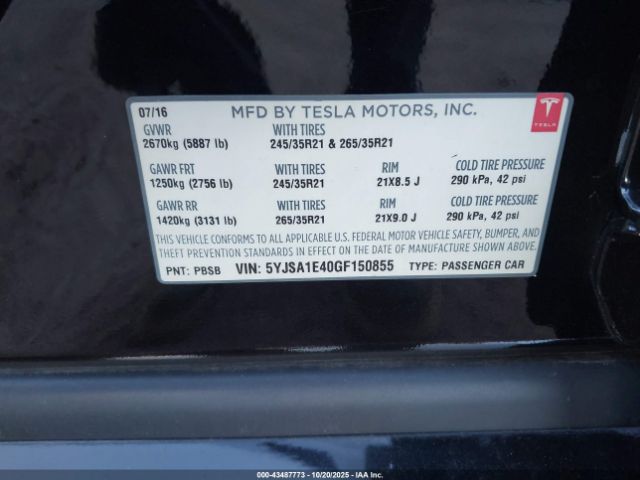 07/16 MFD BY TESLA MOTORS, INC.
TESLA
GVWR WITH TIRES
2670kg (5887 lb) 245/35R21 & 265/35R21
GAWR FRT WITH TIRES RIM COLD TIRE PRESSURE
1250kg (2756 lb) 245/35R21 21X8.5 J 290 kPa, 42 psi
GAWR RR WITH TIRES RIM COLD TIRE PRESSURE
1420kg (3131 lb) 265/35R21 21X9.0 J 290 kPa, 42 psi
THIS VEHICLE CONFORMS TO ALL APPLICABLE U.S. FEDERAL MOTOR VEHICLE SAFETY, BUMPER, AND
THEFT PREVENTION STANDARDS IN EFFECT ON THE DATE OF MANUFACTURE SHOWN ABOVE.
PNT: PBSB VIN: 5YJSA1E40GF150855 TYPE: PASSENGER CAR
000-43487773 - 10/20/2025 - IAAI.COM